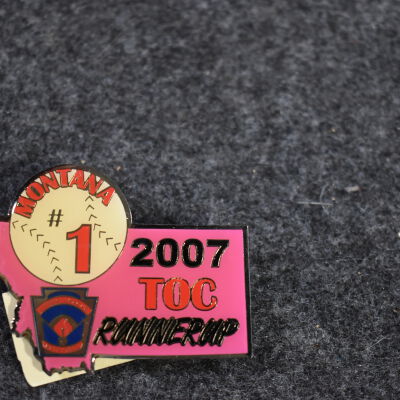 MONTANA
# 1
2007
TOC
RUNNERUP